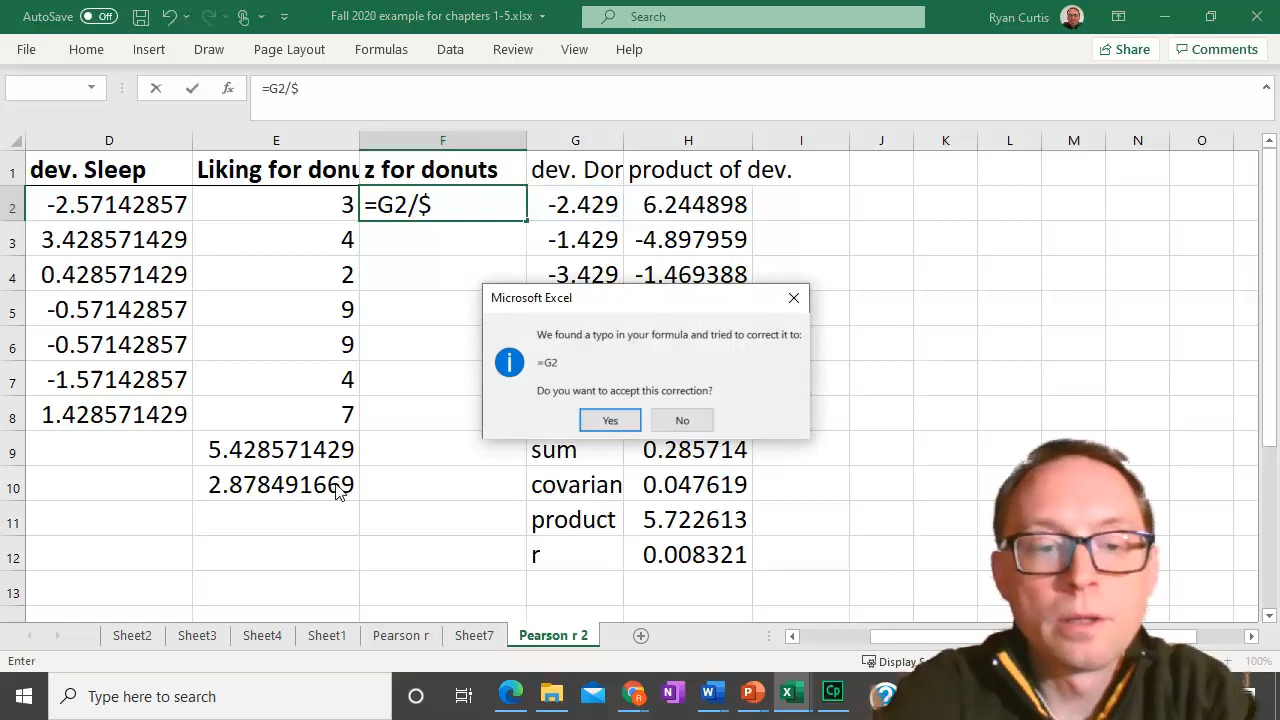 AutoSave Off
Fall 2020 example for chapters 1-5.xlsx
Search
Ryan Curtis
File Home Insert Draw Page Layout Formulas Data Review View Help Share Comments
fx =G2/$
D E F G H I J K L M N O
1 dev. Sleep Liking for donu z for donuts dev. Dor product of dev.
2 -2.57142857 3 =G2/$ -2.429 6.244898
3 3.428571429 4 -1.429 -4.897959
4 0.428571429 2 -3.429 -1.469388
5 -0.57142857 9
6 -0.57142857 9
7 -1.57142857 4
8 1.428571429 7
9 5.428571429 sum 0.285714
10 2.878491669 covarian 0.047619
11 product 5.722613
12 r 0.008321
13
Microsoft Excel
We found a typo in your formula and tried to correct it to:
=G2
Do you want to accept this correction?
Yes No
Sheet2 Sheet3 Sheet4 Sheet1 Pearson r Sheet7 Pearson r 2
Enter Display 100%
Type here to search